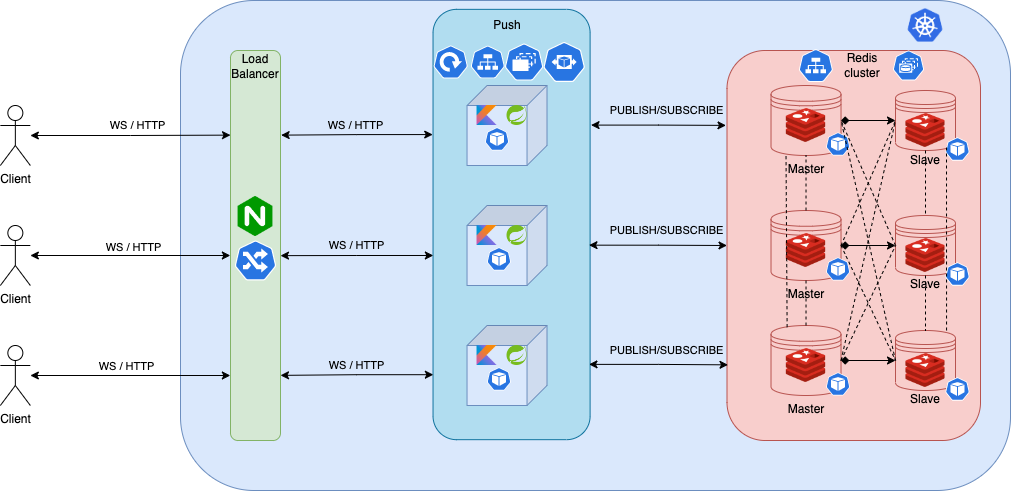 Push
Load
Balancer
Redis
cluster
WS / HTTP
WS / HTTP
PUBLISH/SUBSCRIBE
Client
Master
Slave
N
WS / HTTP
WS / HTTP
PUBLISH/SUBSCRIBE
Client
Master
Slave
WS / HTTP
WS / HTTP
PUBLISH/SUBSCRIBE
Client
Master
Slave